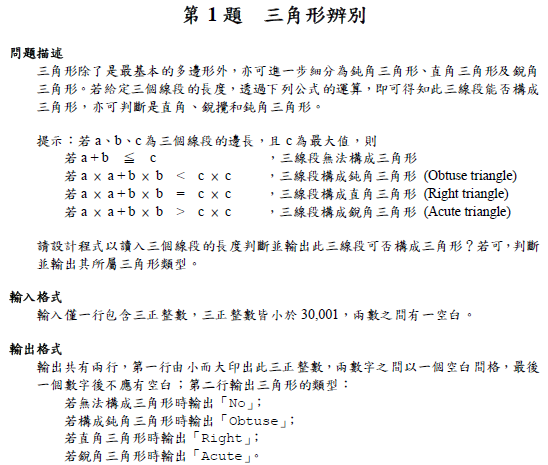 第 1 題 三角形辨別
問題描述
三角形除了是最基本的多邊形外,亦可進一步細分為鈍角三角形、直角三角形及銳角
三角形。若給定三個線段的長度,透過下列公式的運算,即可得知此三線段能否構成
三角形,亦可判斷是直角、銳攪和鈍角三角形。
提示:若 a、b、c 為三個線段的邊長,且 c 為最大值,則
若 a + b ≦ c ,三線段無法構成三角形
若 a × a + b × b < c × c ,三線段構成鈍角三角形 (Obtuse triangle)
若 a × a + b × b = c × c ,三線段構成直角三角形 (Right triangle)
若 a × a + b × b > c × c ,三線段構成銳角三角形 (Acute triangle)
請設計程式以讀入三個線段的長度判斷並輸出此三線段可否構成三角形?若可,判斷
並輸出其所屬三角形類型。
輸入格式
輸入僅一行包含三正整數,三正整數皆小於 30,001,兩數之間有一空白。
輸出格式
輸出共有兩行,第一行由小而大印出此三正整數,兩數字之間以一個空白間格,最後
一個數字後不應有空白;第二行輸出三角形的類型:
若無法構成三角形時輸出「No」;
若構成鈍角三角形時輸出「Obtuse」;
若直角三角形時輸出「Right」;
若銳角三角形時輸出「Acute」。